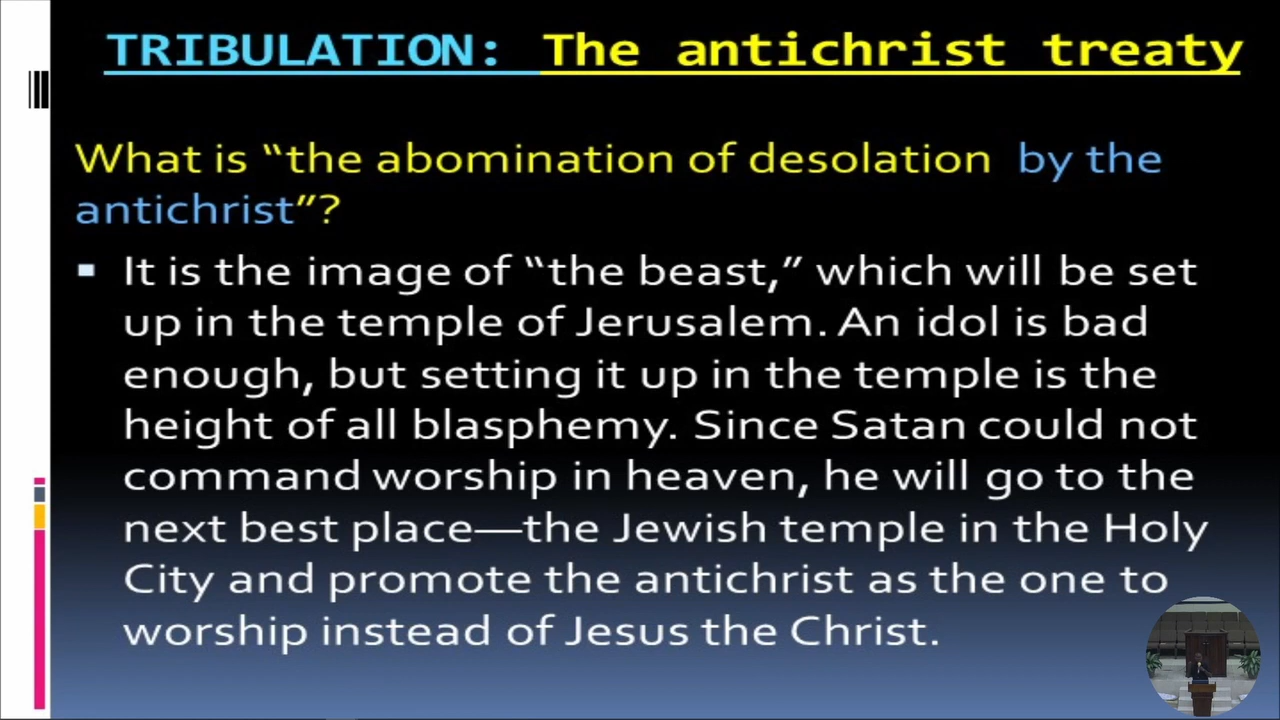 TRIBULATION: The antichrist treaty
What is “the abomination of desolation by the
antichrist”?
▪ It is the image of “the beast,” which will be set
up in the temple of Jerusalem. An idol is bad
enough, but setting it up in the temple is the
height of all blasphemy. Since Satan could not
command worship in heaven, he will go to the
next best place—the Jewish temple in the Holy
City and promote the antichrist as the one to
worship instead of Jesus the Christ.